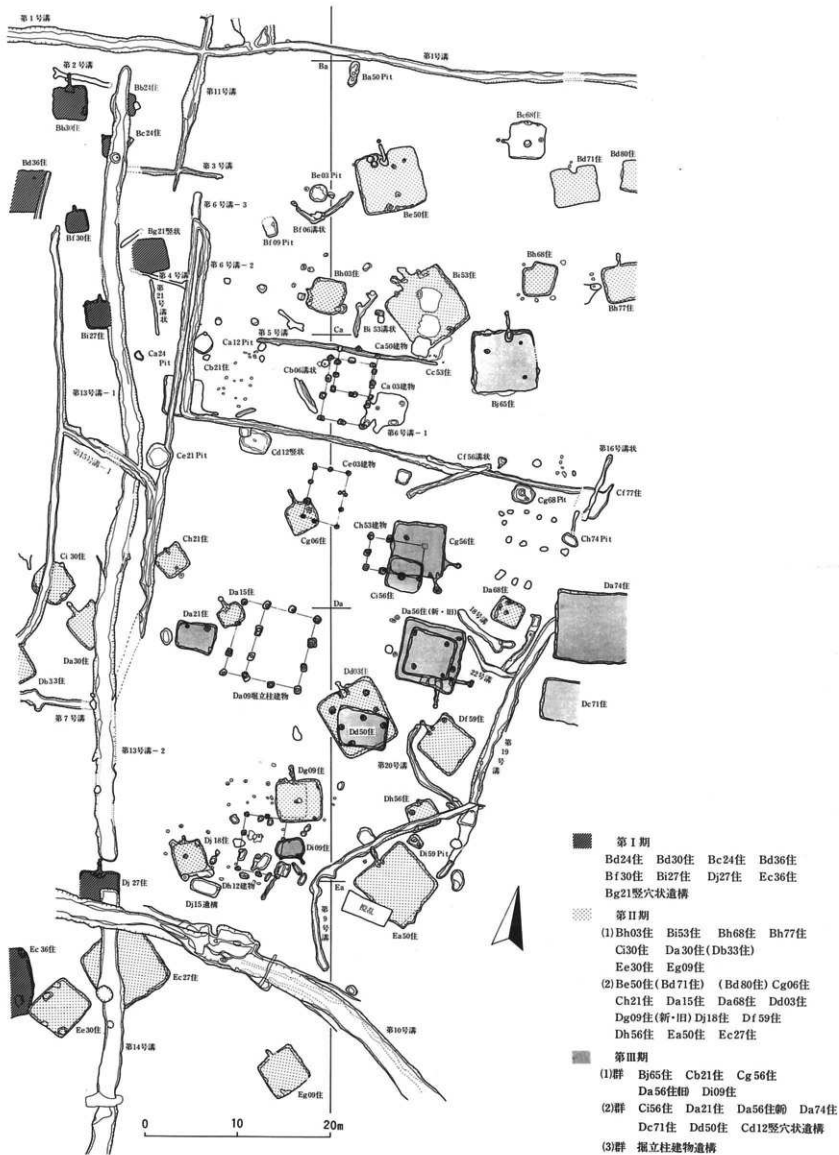 第1号溝
第1号溝
第2号溝
Bb24住
第11号溝
Ba
Ba50 Pit
Bb30住
Bc24住
Bc68住
Bd36住
第3号溝
Bd71住
Bd80住
Be03 Pit
第6号溝-3
Be50住
Bf30住
Bg21竪状
Bf09 Pit
Bf06溝状
第6号溝-2
第4号溝
Bh03住
Bi53住
Bh68住
第21号溝状
Bh77住
Bi27住
Ca
Bi53溝状
第5号溝
Ca12 Pit
Ca50建物
Ca24 Pit
Cb21住
Cb06溝状
Cc53住
Ca03建物
Bj65住
第13号溝-1
第6号溝-1
Cd12竪状
Cf56溝状
第16号溝状
第15号溝-1
Ce21 Pit
Ce03建物
Cg68 Pit
Cf77住
Ch53建物
Cg56住
Ch74 Pit
Ch21住
Cg06住
Ci30住
Ci56住
Da15住
Da
Da68住
Da74住
Da21住
Da56住(新・旧)
18号溝
Da30住
22号溝
Db33住
Dd03住
Dc71住
Da09掘立柱建物
第7号溝
Dd50住
Df59住
第19号溝
第13号溝-2
第20号溝
Dg09住
Dh56住
Dj18住
Di09住
Di59 Pit
Dh12建物
Ea
Dj27住
Dj15遺構
第9号溝
攪乱
Ea50住
Ec36住
Ec27住
Ee30住
第10号溝
第14号溝
Eg09住
0 10 20m
第Ⅰ期
Bd24住 Bd30住 Bc24住 Bd36住
Bf30住 Bi27住 Dj27住 Ec36住
Bg21竪穴状遺構
第Ⅱ期
(1)Bh03住 Bi53住 Bh68住 Bh77住
Ci30住 Da30住(Db33住)
Ee30住 Eg09住
(2)Be50住(Bd71住) (Bd80住) Cg06住
Ch21住 Da15住 Da68住 Dd03住
Dg09住(新・旧) Dj18住 Df59住
Dh56住 Ea50住 Ec27住
第Ⅲ期
(1)群 Bj65住 Cb21住 Cg56住
Da56住(旧) Di09住
(2)群 Ci56住 Da21住 Da56住(新) Da74住
Dc71住 Dd50住 Cd12竪穴状遺構
(3)群 掘立柱建物遺構